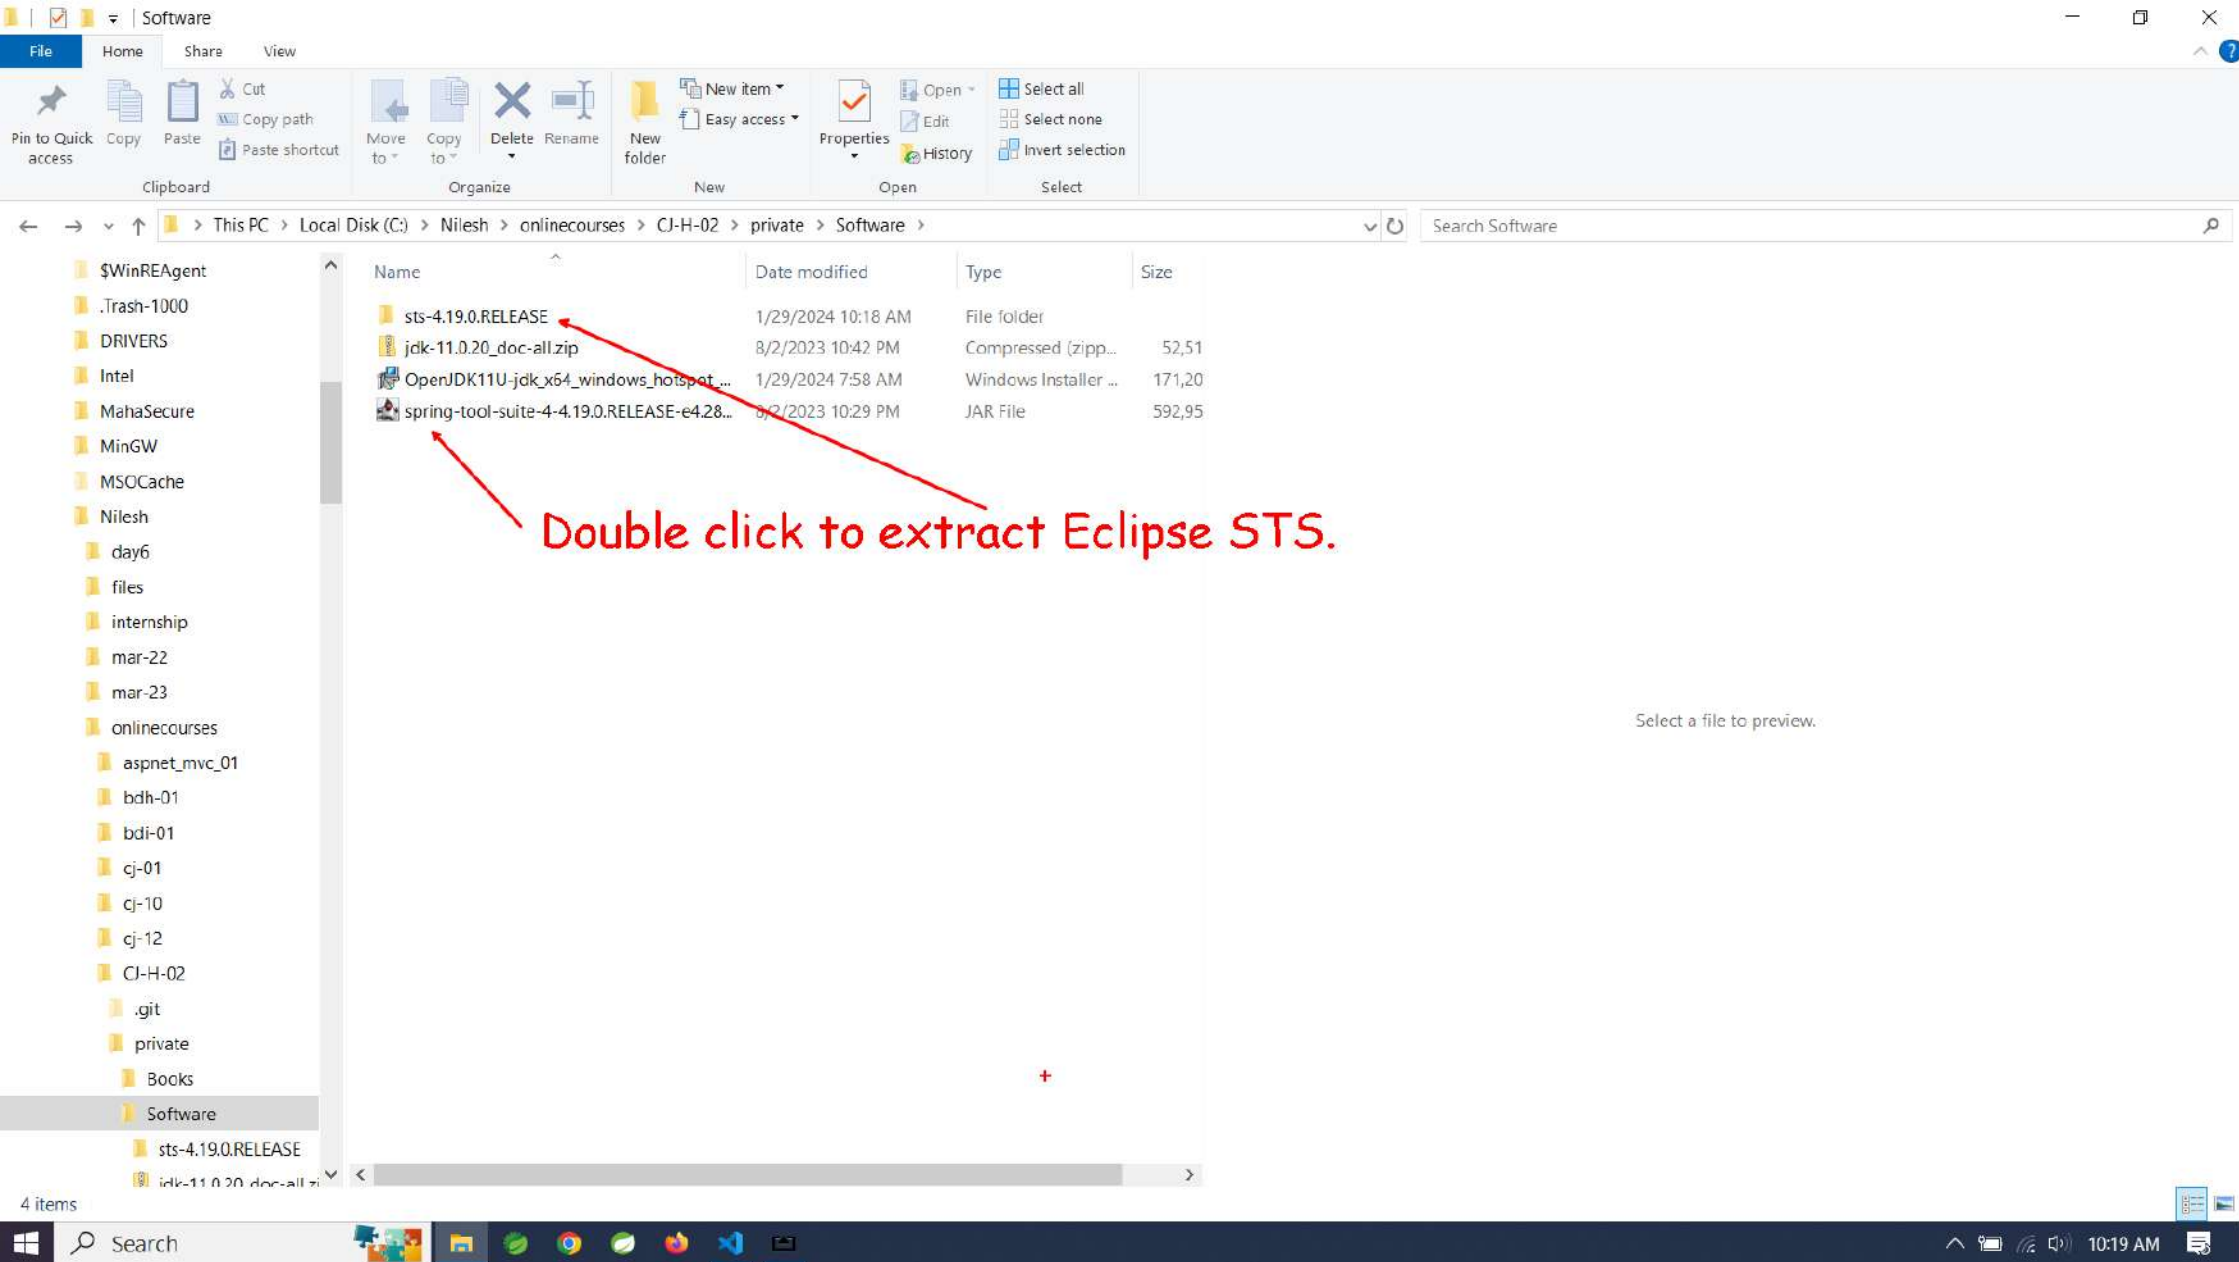 Software
File Home Share View
Pin to Quick access
Copy
Paste
Cut
Copy path
Paste shortcut
Clipboard
Move to
Copy to
Delete
Rename
Organize
New folder
New item
Easy access
New
Properties
Open
Edit
History
Open
Select all
Select none
Invert selection
Select
This PC > Local Disk (C:) > Nilesh > onlinecourses > CJ-H-02 > private > Software >
Search Software
$WinREAgent
.Trash-1000
DRIVERS
Intel
MahaSecure
MinGW
MSOCache
Nilesh
day6
files
internship
mar-22
mar-23
onlinecourses
aspnet_mvc_01
bdh-01
bdi-01
cj-01
cj-10
cj-12
CJ-H-02
.git
private
Books
Software
sts-4.19.0.RELEASE
jdk-11.0.20_doc-all.zi
Name Date modified Type Size
sts-4.19.0.RELEASE 1/29/2024 10:18 AM File folder
jdk-11.0.20_doc-all.zip 8/2/2023 10:42 PM Compressed (zipp... 52,51
OpenJDK11U-jdk_x64_windows_hotspot_... 1/29/2024 7:58 AM Windows Installer ... 171,20
spring-tool-suite-4-4.19.0.RELEASE-e4.28... 8/2/2023 10:29 PM JAR File 592,95
Double click to extract Eclipse STS.
Select a file to preview.
4 items
Search
10:19 AM